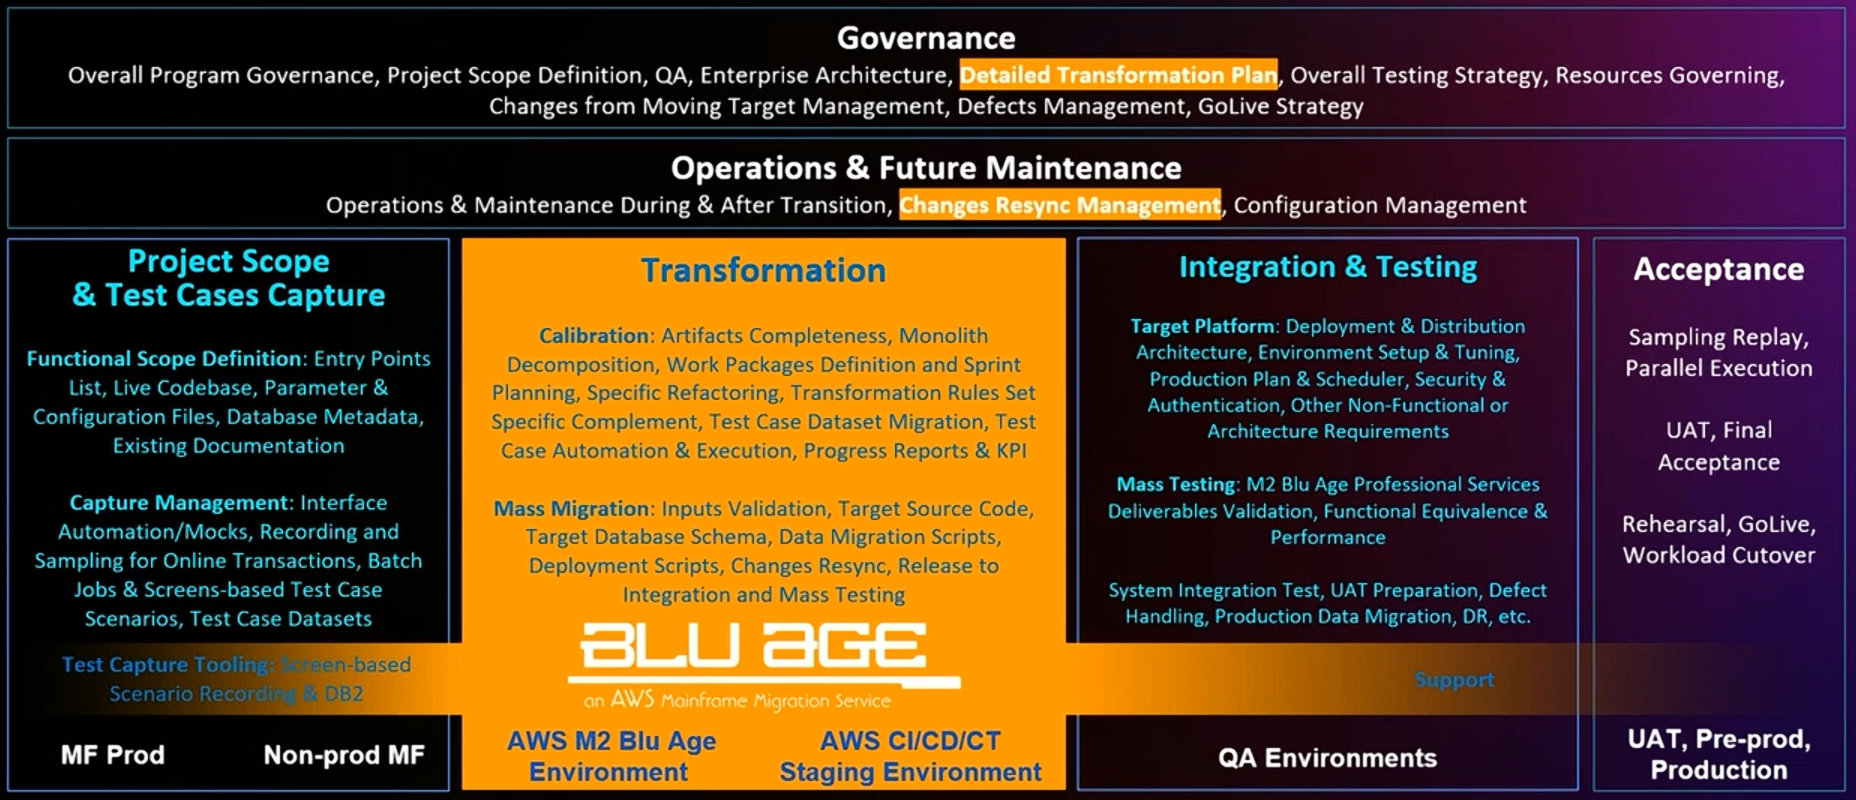 Governance
Overall Program Governance, Project Scope Definition, QA, Enterprise Architecture, Detailed Transformation Plan, Overall Testing Strategy, Resources Governing,
Changes from Moving Target Management, Defects Management, GoLive Strategy
Operations & Future Maintenance
Operations & Maintenance During & After Transition, Changes Resync Management, Configuration Management
Project Scope
& Test Cases Capture
Functional Scope Definition: Entry Points
List, Live Codebase, Parameter &
Configuration Files, Database Metadata,
Existing Documentation
Capture Management: Interface
Automation/Mocks, Recording and
Sampling for Online Transactions, Batch
Jobs & Screens-based Test Case
Scenarios, Test Case Datasets
Test Capture Tooling: Screen-based
Scenario Recording & DB2
MF Prod
Non-prod MF
Transformation
Calibration: Artifacts Completeness, Monolith
Decomposition, Work Packages Definition and Sprint
Planning, Specific Refactoring, Transformation Rules Set
Specific Complement, Test Case Dataset Migration, Test
Case Automation & Execution, Progress Reports & KPI
Mass Migration: Inputs Validation, Target Source Code,
Target Database Schema, Data Migration Scripts,
Deployment Scripts, Changes Resync, Release to
Integration and Mass Testing
BLU AGE
an AWS Mainframe Migration Service
AWS M2 Blu Age
Environment
AWS CI/CD/CT
Staging Environment
Integration & Testing
Target Platform: Deployment & Distribution
Architecture, Environment Setup & Tuning,
Production Plan & Scheduler, Security &
Authentication, Other Non-Functional or
Architecture Requirements
Mass Testing: M2 Blu Age Professional Services
Deliverables Validation, Functional Equivalence &
Performance
System Integration Test, UAT Preparation, Defect
Handling, Production Data Migration, DR, etc.
Support
QA Environments
Acceptance
Sampling Replay,
Parallel Execution
UAT, Final
Acceptance
Rehearsal, GoLive,
Workload Cutover
UAT, Pre-prod,
Production